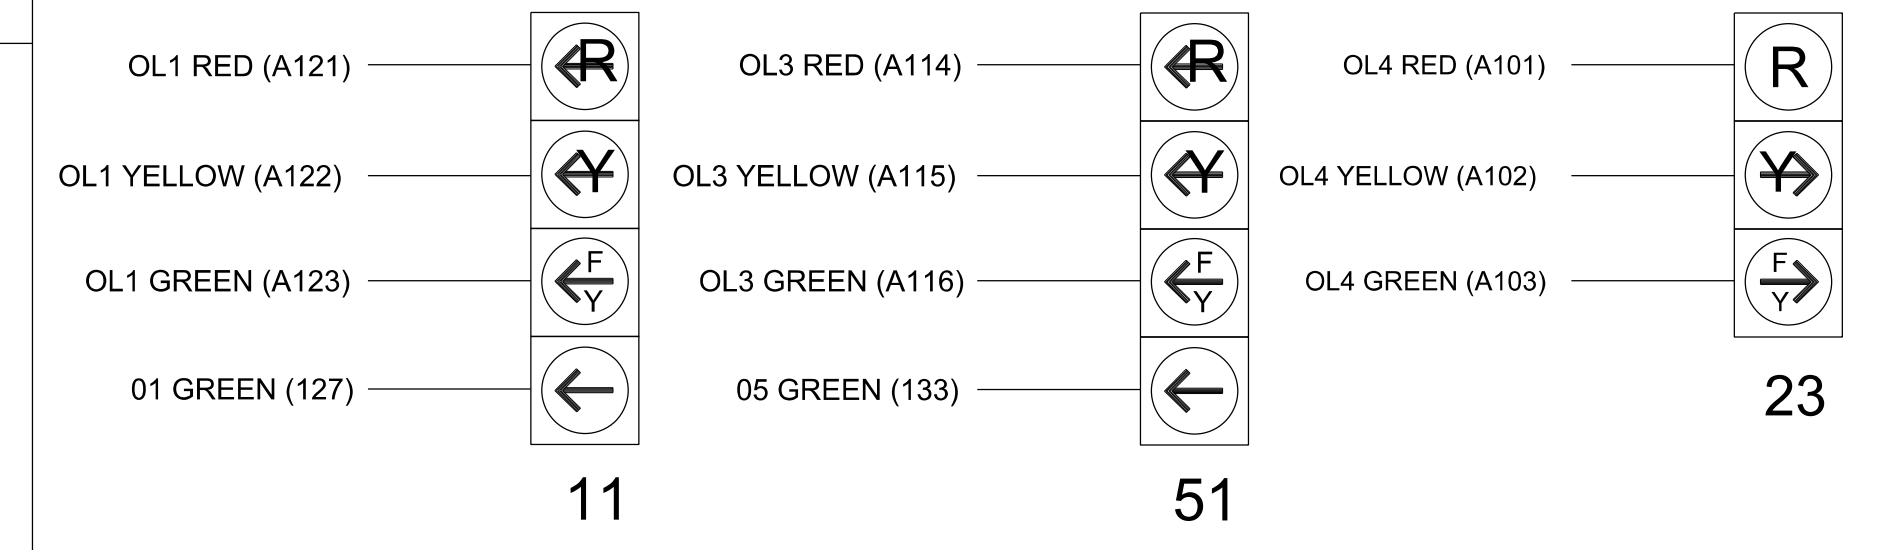 OL1 RED (A121)
R
OL1 YELLOW (A122)
Y
OL1 GREEN (A123)
F
Y
01 GREEN (127)
11
OL3 RED (A114)
R
OL3 YELLOW (A115)
Y
OL3 GREEN (A116)
F
Y
05 GREEN (133)
51
OL4 RED (A101)
R
OL4 YELLOW (A102)
Y
OL4 GREEN (A103)
F
Y
23